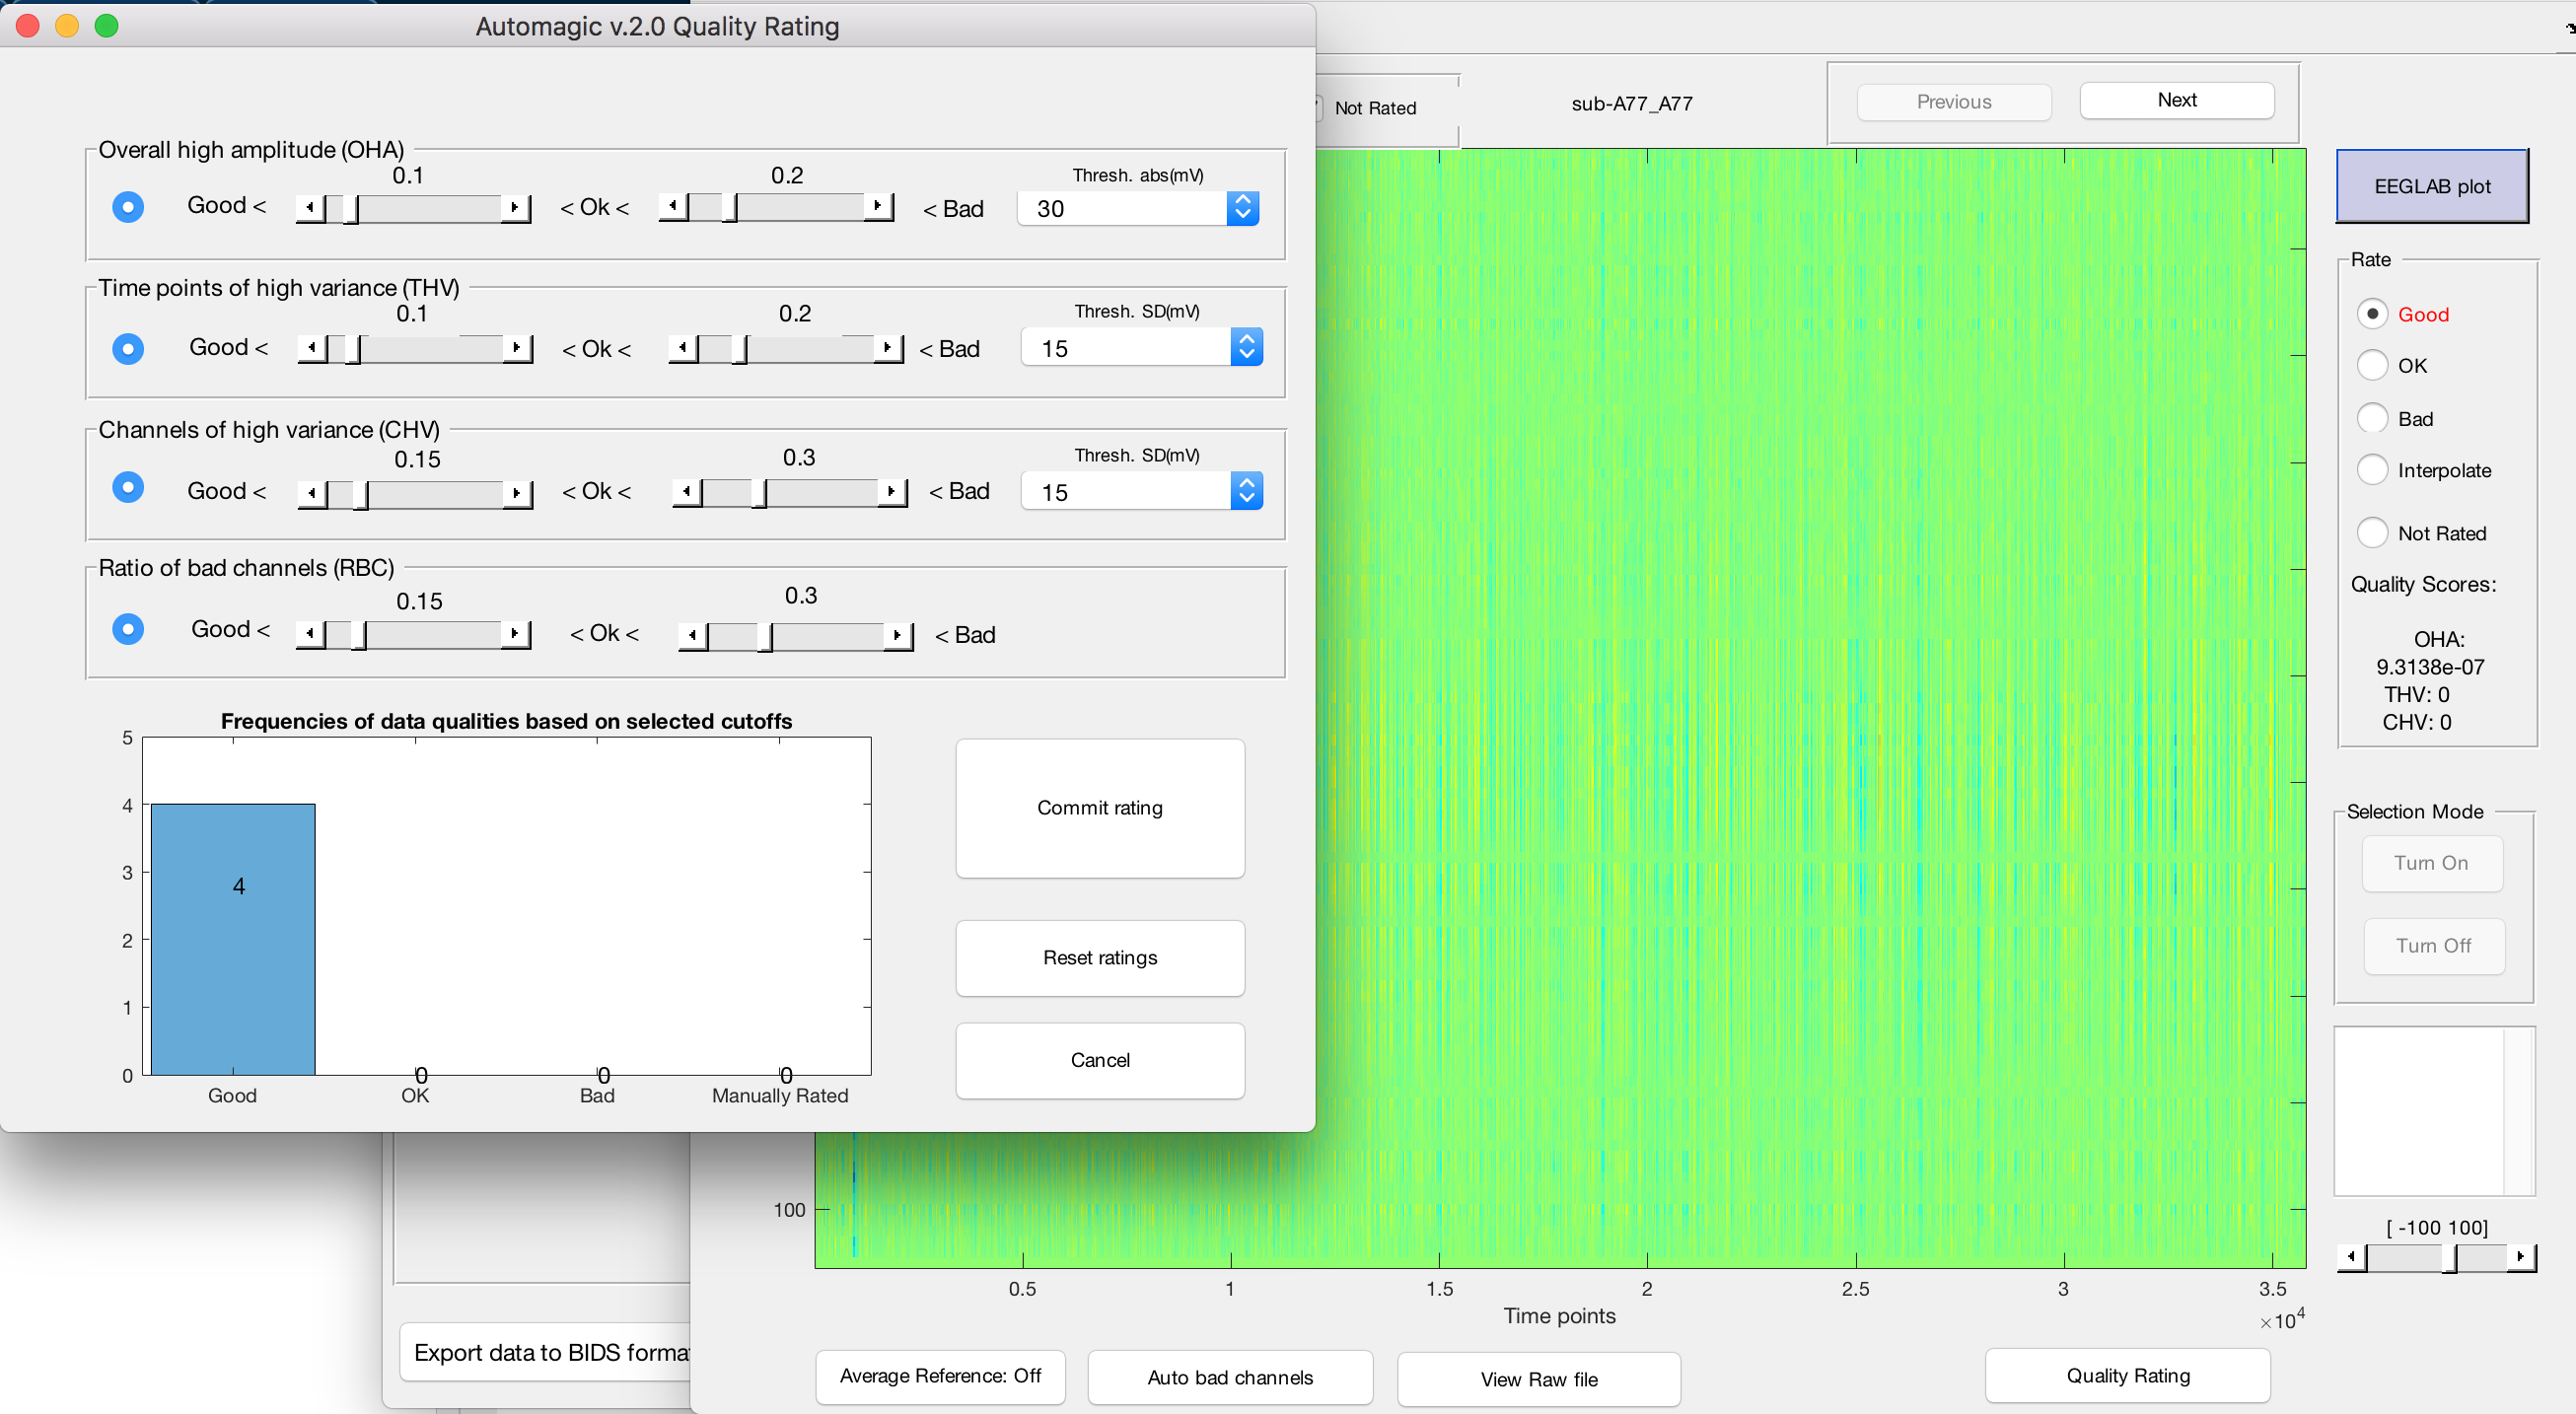 Automagic v.2.0 Quality Rating
Overall high amplitude (OHA)
0.1
0.2
Thresh. abs(mV)
Good <
< Ok <
< Bad
30
Time points of high variance (THV)
0.1
0.2
Thresh. SD(mV)
Good <
< Ok <
< Bad
15
Channels of high variance (CHV)
0.15
0.3
Thresh. SD(mV)
Good <
< Ok <
< Bad
15
Ratio of bad channels (RBC)
0.15
0.3
Good <
< Ok <
< Bad
Frequencies of data qualities based on selected cutoffs
5
4
3
2
1
0
4
0
0
0
Good
OK
Bad
Manually Rated
Commit rating
Reset ratings
Cancel
Not Rated
sub-A77_A77
Previous
Next
EEGLAB plot
Rate
Good
OK
Bad
Interpolate
Not Rated
Quality Scores:
OHA:
9.3138e-07
THV: 0
CHV: 0
Selection Mode
Turn On
Turn Off
[ -100 100]
100
0.5
1
1.5
2
2.5
3
3.5
×10⁴
Time points
Export data to BIDS forma
Average Reference: Off
Auto bad channels
View Raw file
Quality Rating